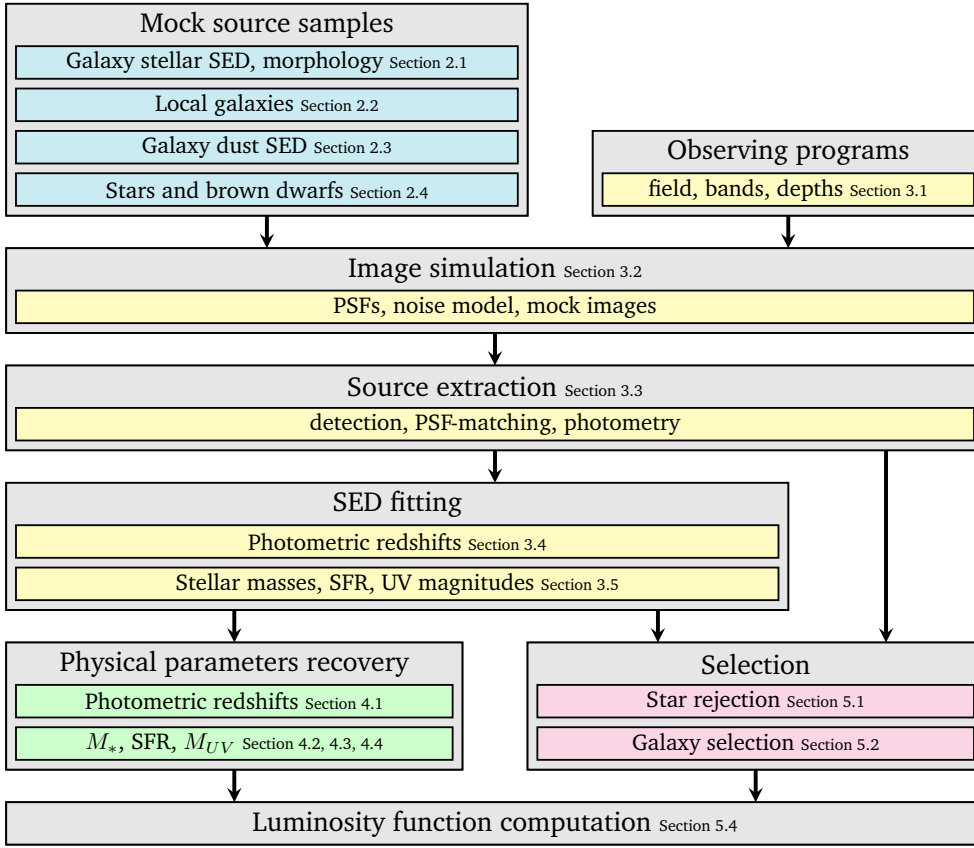 Mock source samples
Galaxy stellar SED, morphology Section 2.1
Local galaxies Section 2.2
Galaxy dust SED Section 2.3
Stars and brown dwarfs Section 2.4
Observing programs
field, bands, depths Section 3.1
Image simulation Section 3.2
PSFs, noise model, mock images
Source extraction Section 3.3
detection, PSF-matching, photometry
SED fitting
Photometric redshifts Section 3.4
Stellar masses, SFR, UV magnitudes Section 3.5
Physical parameters recovery
Photometric redshifts Section 4.1
M∗, SFR, M_UV Section 4.2, 4.3, 4.4
Selection
Star rejection Section 5.1
Galaxy selection Section 5.2
Luminosity function computation Section 5.4